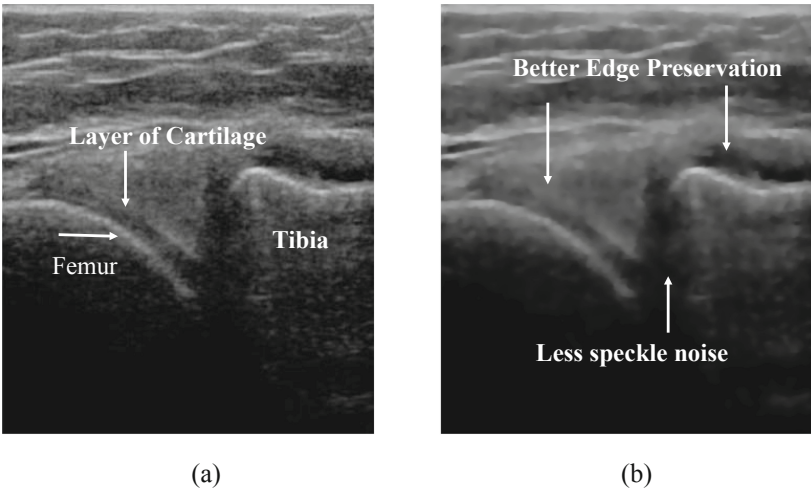 Layer of Cartilage
Femur
Tibia
Better Edge Preservation
Less speckle noise
(a)
(b)